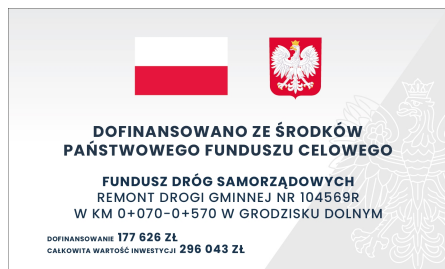 DOFINANSOWANO ZE ŚRODKÓW
PAŃSTWOWEGO FUNDUSZU CELOWEGO
FUNDUSZ DRÓG SAMORZĄDOWYCH
REMONT DROGI GMINNEJ NR 104569R
W KM 0+070-0+570 W GRODZISKU DOLNYM
DOFINANSOWANIE 177 626 ZŁ
CAŁKOWITA WARTOŚĆ INWESTYCJI 296 043 ZŁ